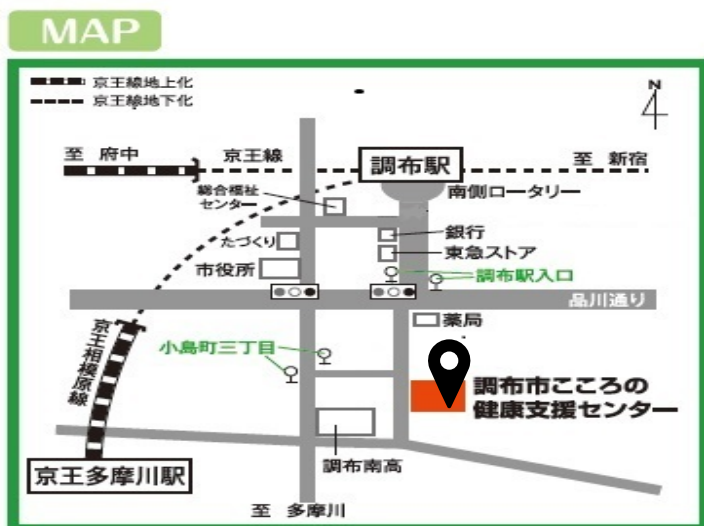 MAP
京王線地上化
京王線地下化
N
4
至 府中
京王線
調布駅
至 新宿
総合福祉
センター
南側ロータリー
たづくり
銀行
市役所
東急ストア
調布駅入口
品川通り
薬局
京王相模原線
小島町三丁目
調布市こころの
健康支援センター
調布南高
京王多摩川駅
至 多摩川